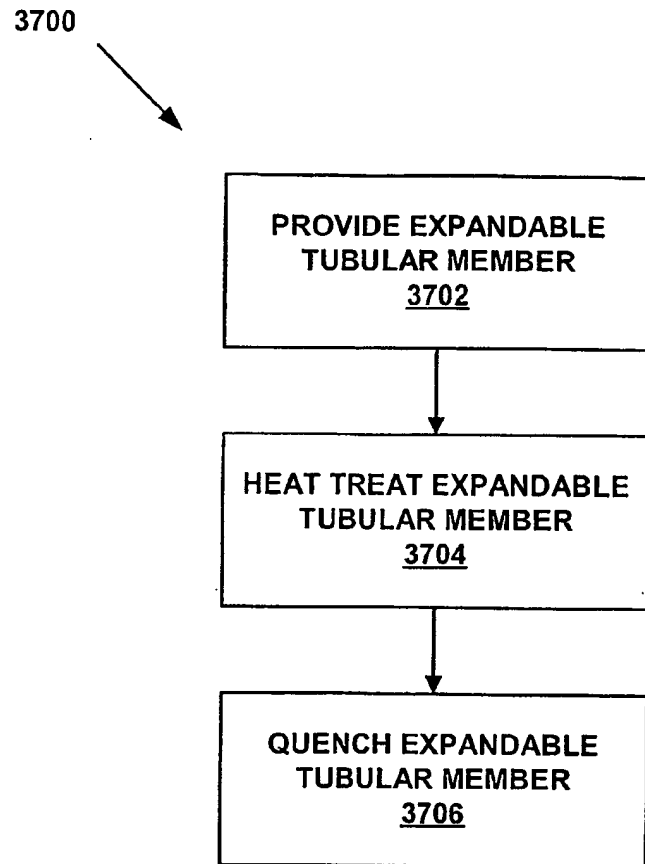 3700
PROVIDE EXPANDABLE
TUBULAR MEMBER
3702
HEAT TREAT EXPANDABLE
TUBULAR MEMBER
3704
QUENCH EXPANDABLE
TUBULAR MEMBER
3706